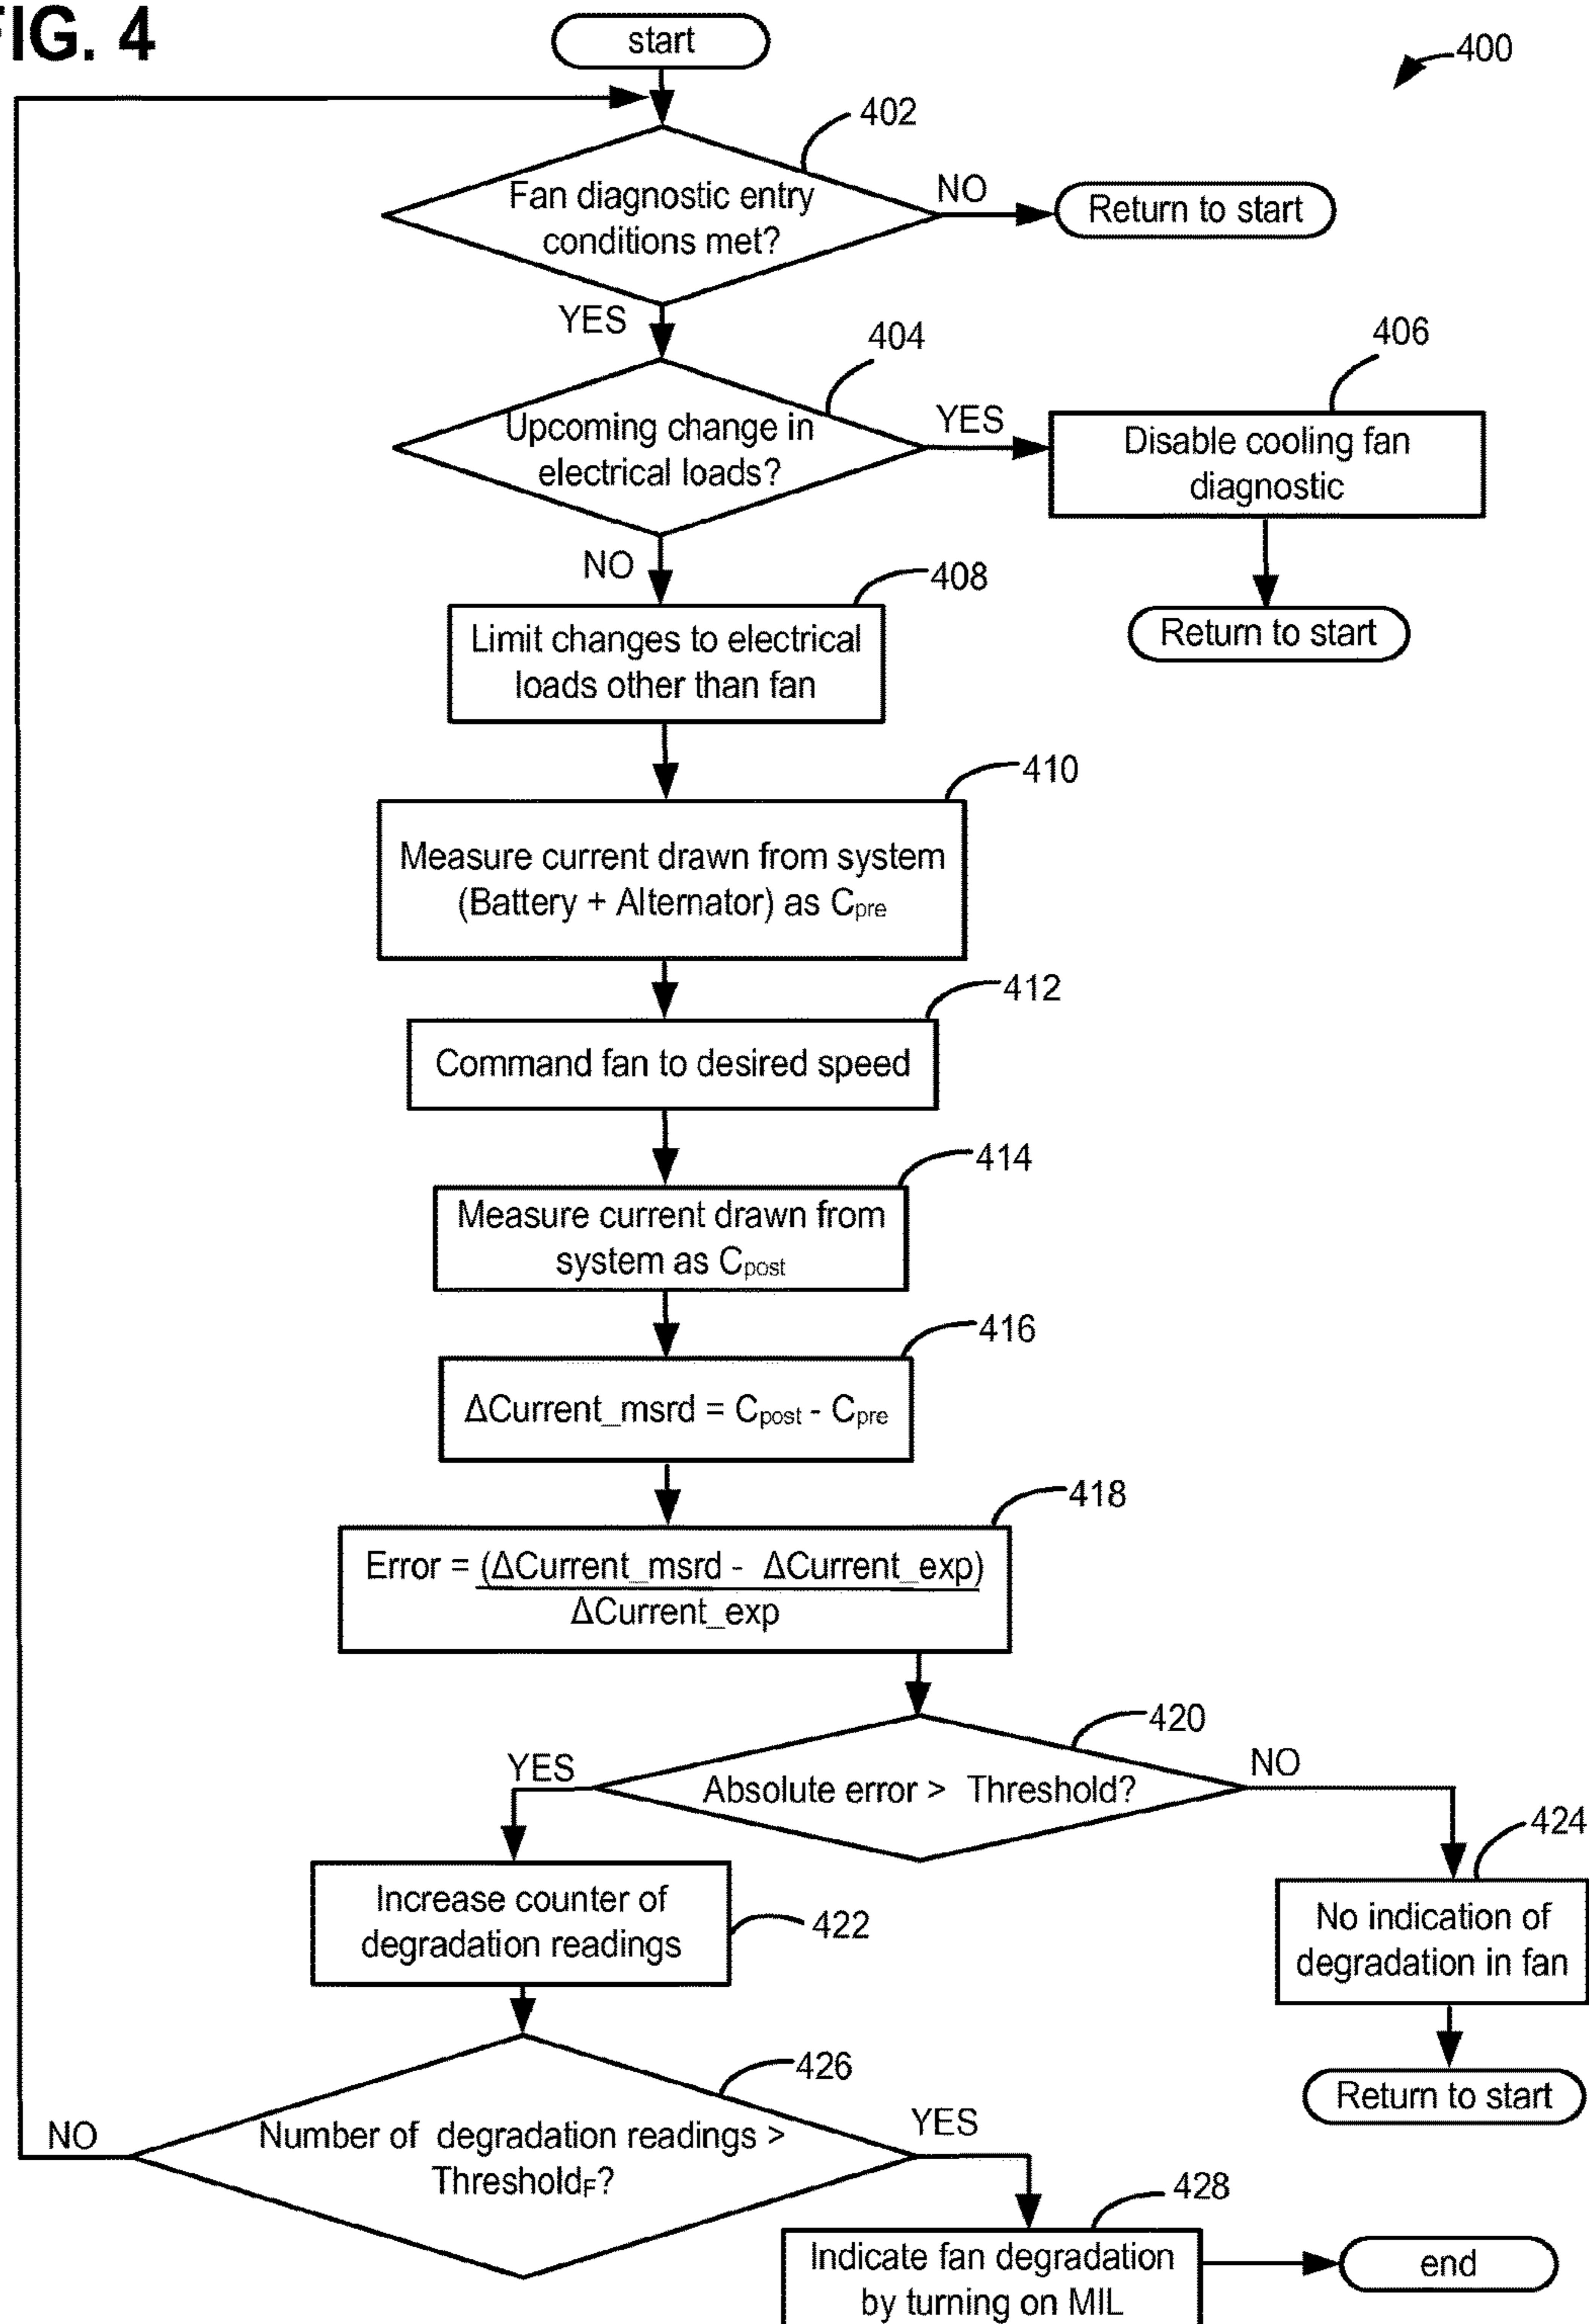 FIG. 4
start
400
402
Fan diagnostic entry
conditions met?
NO
Return to start
YES
404
Upcoming change in
electrical loads?
YES
406
Disable cooling fan
diagnostic
Return to start
NO
408
Limit changes to electrical
loads other than fan
410
Measure current drawn from system
(Battery + Alternator) as Cpre
412
Command fan to desired speed
414
Measure current drawn from
system as Cpost
416
ΔCurrent_msrd = Cpost - Cpre
418
Error = (ΔCurrent_msrd - ΔCurrent_exp)
ΔCurrent_exp
420
Absolute error > Threshold?
YES
NO
422
Increase counter of
degradation readings
424
No indication of
degradation in fan
Return to start
426
Number of degradation readings >
ThresholdF?
NO
YES
428
Indicate fan degradation
by turning on MIL
end